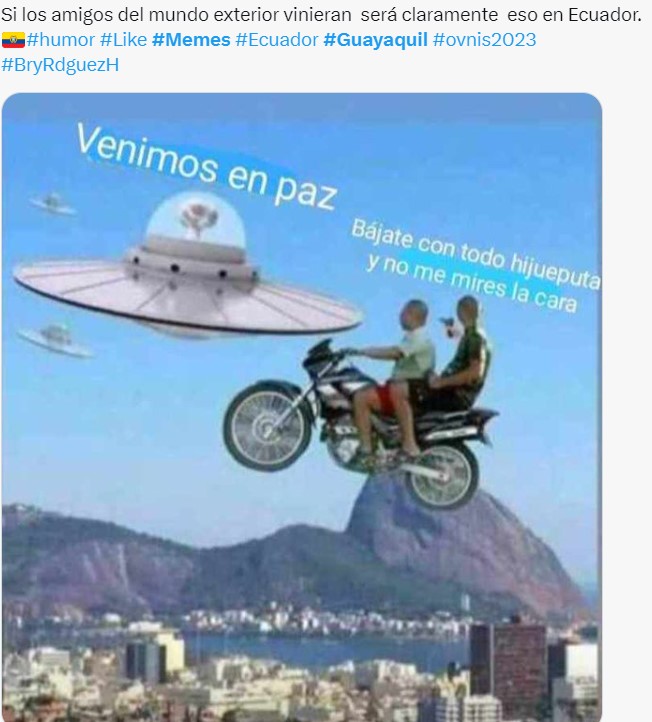 Si los amigos del mundo exterior vinieran  será claramente  eso en Ecuador.
🇪🇨#humor #Like #Memes #Ecuador #Guayaquil #ovnis2023
#BryRdguezH
Venimos en paz
Bájate con todo hijueputa
y no me mires la cara